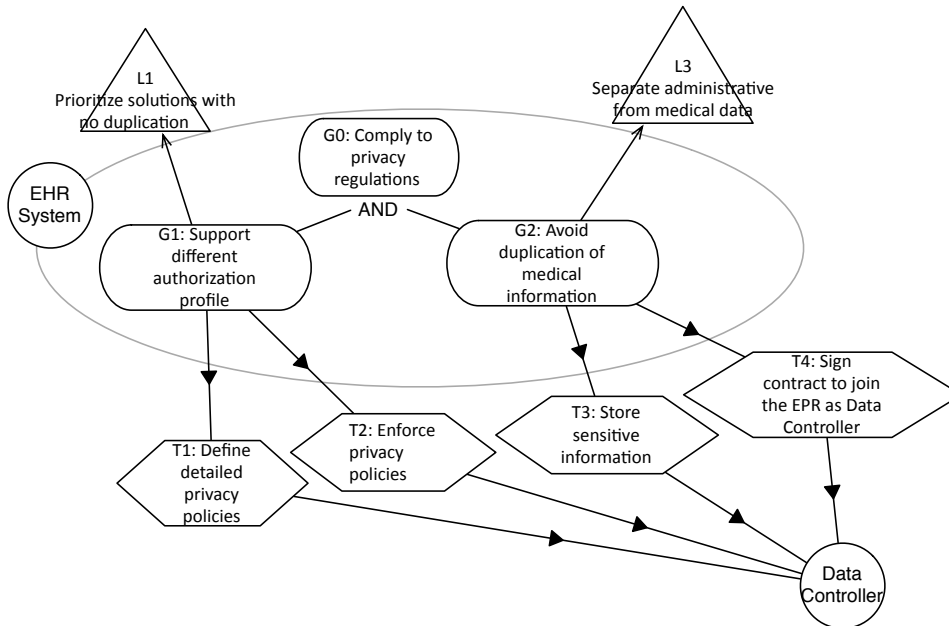 L1
Prioritize solutions with
no duplication
L3
Separate administrative
from medical data
G0: Comply to
privacy
regulations
EHR
System
AND
G1: Support
different
authorization
profile
G2: Avoid
duplication of
medical
information
T4: Sign
contract to join
the EPR as Data
Controller
T3: Store
sensitive
information
T2: Enforce
privacy
policies
T1: Define
detailed
privacy
policies
Data
Controller